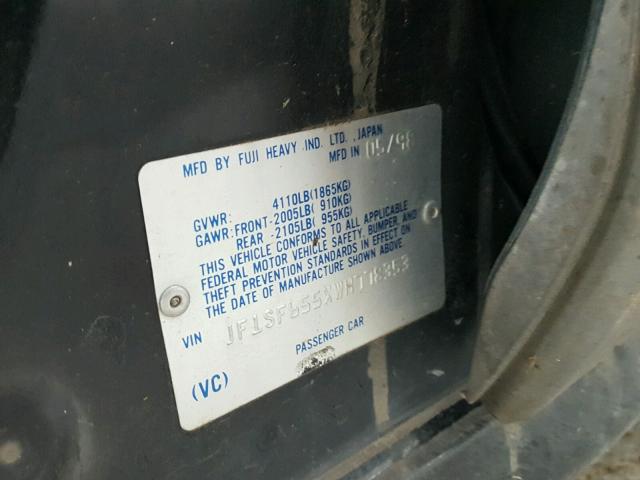 MFD BY FUJI HEAVY IND. LTD., JAPAN
MFD IN 05/98
GVWR: 4110LB(1865KG)
GAWR:FRONT-2005LB( 910KG)
REAR -2105LB( 955KG)
THIS VEHICLE CONFORMS TO ALL APPLICABLE
FEDERAL MOTOR VEHICLE SAFETY, BUMPER AND
THEFT PREVENTION STANDARDS IN EFFECT ON
THE DATE OF MANUFACTURE SHOWN ABOVE.
VIN
PASSENGER CAR
(VC)